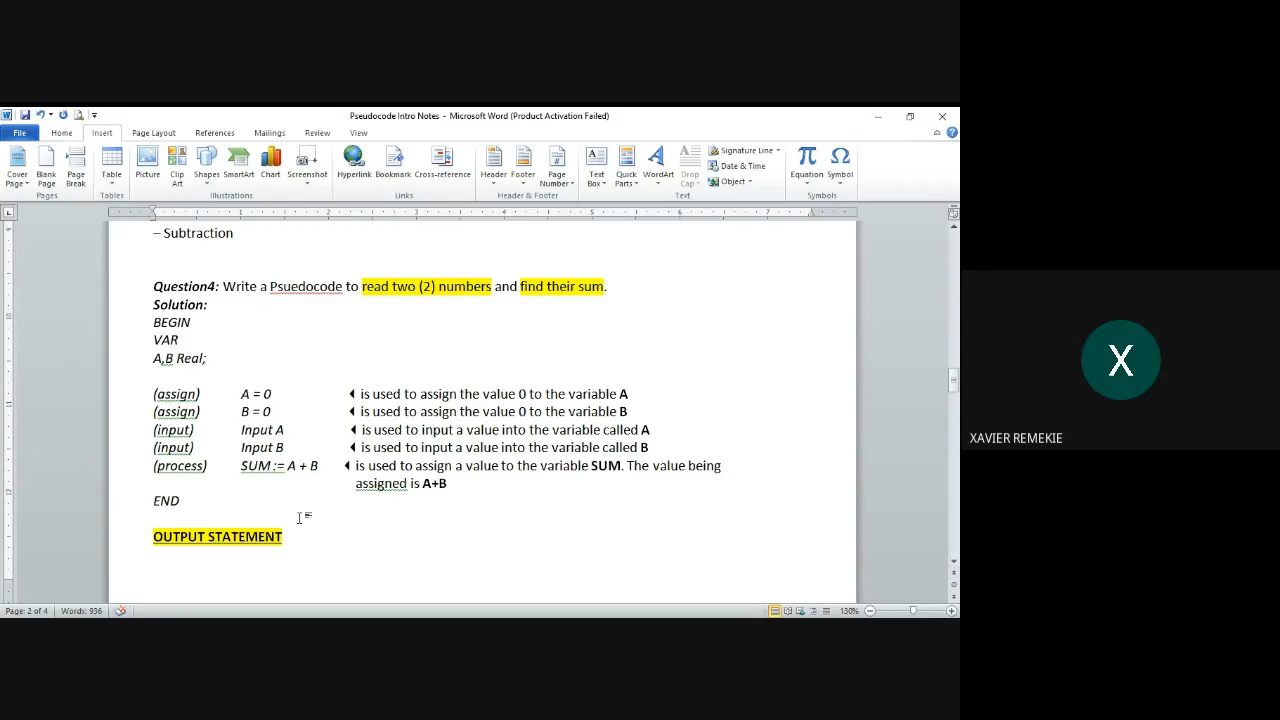 Pseudocode Intro Notes - Microsoft Word (Product Activation Failed)
File Home Insert Page Layout References Mailings Review View
Cover Page Blank Page Page Break Table Picture Clip Art Shapes SmartArt Chart Screenshot Hyperlink Bookmark Cross-reference Header Footer Page Number Text Box Quick Parts WordArt Drop Cap Signature Line Date & Time Object Equation Symbol
Pages Tables Illustrations Links Header & Footer Text Symbols
L 1 2 3 4 5 6 7
– Subtraction
Question4: Write a Psuedocode to read two (2) numbers and find their sum.
Solution:
BEGIN
VAR
A,B Real;
(assign) A = 0 is used to assign the value 0 to the variable A
(assign) B = 0 is used to assign the value 0 to the variable B
(input) Input A is used to input a value into the variable called A
(input) Input B is used to input a value into the variable called B
(process) SUM := A + B is used to assign a value to the variable SUM. The value being
assigned is A+B
END
OUTPUT STATEMENT
Page: 2 of 4 Words: 936 130%
X
XAVIER REMEKIE